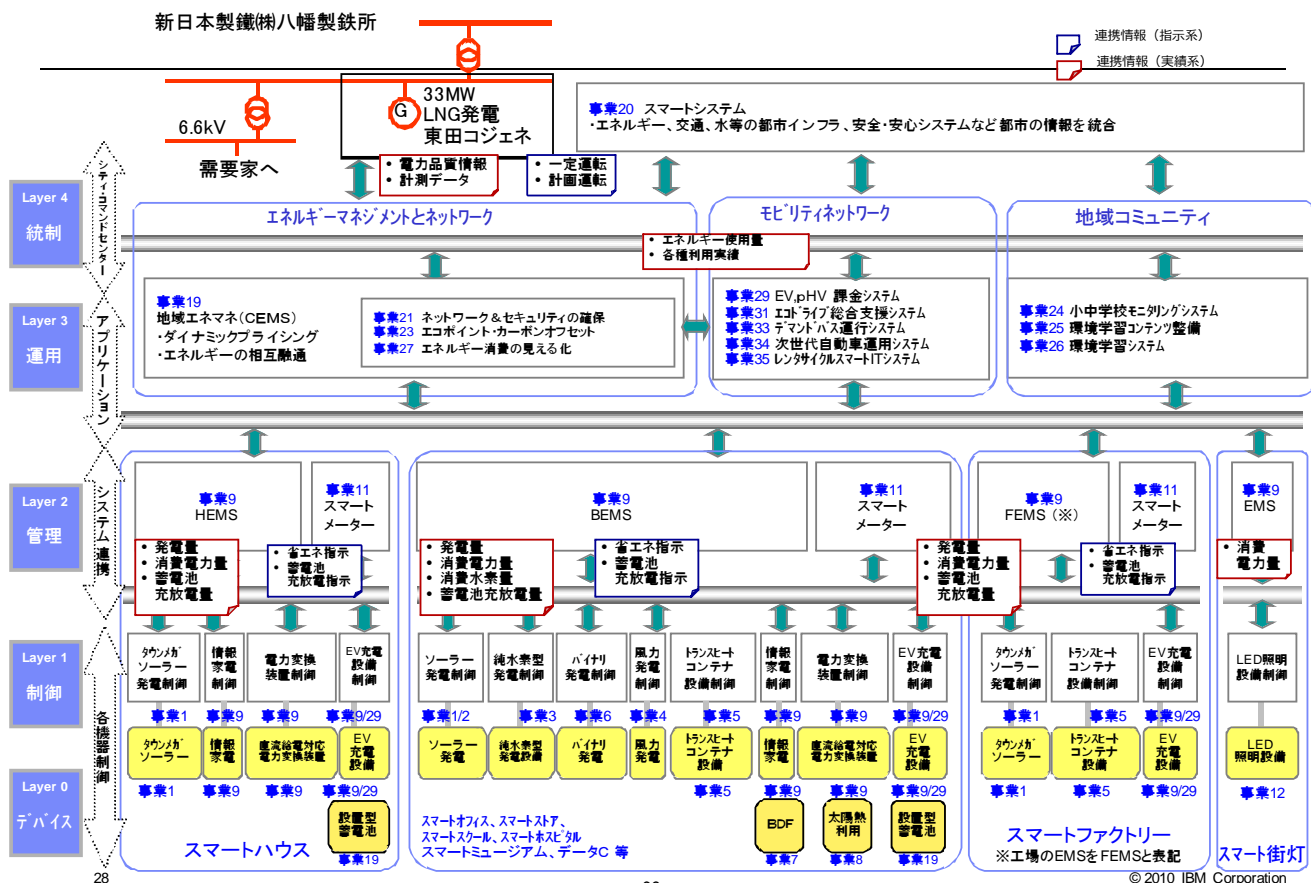 新日本製鐵㈱八幡製鉄所
連携情報（指示系）
連携情報（実績系）
G
33MW
LNG発電
東田コジェネ
6.6kV
需要家へ
事業20 スマートシステム
・エネルギー、交通、水等の都市インフラ、安全・安心システムなど都市の情報を統合
• 電力品質情報
• 計測データ
• 一定運転
• 計画運転
Layer 4
統制
シティ・コマンドセンター
エネルギーマネジメントとネットワーク
モビリティネットワーク
地域コミュニティ
• エネルギー使用量
• 各種利用実績
Layer 3
運用
アプリケーション
事業19
地域エネマネ（CEMS）
・ダイナミックプライシング
・エネルギーの相互融通
事業21 ネットワーク＆セキュリティの確保
事業23 エコポイント・カーボンオフセット
事業27 エネルギー消費の見える化
事業29 EV,pHV 課金システム
事業31 エコドライブ総合支援システム
事業33 デマンドバス運行システム
事業34 次世代自動車運用システム
事業35 レンタサイクルスマートITシステム
事業24 小中学校モニタリングシステム
事業25 環境学習コンテンツ整備
事業26 環境学習システム
Layer 2
管理
システム連携
事業9
HEMS
事業11
スマート
メーター
事業9
BEMS
事業11
スマート
メーター
事業9
FEMS（※）
事業11
スマート
メーター
事業9
EMS
• 発電量
• 消費電力量
• 蓄電池
充放電量
• 省エネ指示
• 蓄電池
充放電指示
• 発電量
• 消費電力量
• 消費水素量
• 蓄電池充放電量
• 省エネ指示
• 蓄電池
充放電指示
• 発電量
• 消費電力量
• 蓄電池
充放電量
• 省エネ指示
• 蓄電池
充放電指示
• 消費
電力量
Layer 1
制御
各機器制御
タウンメガ
ソーラー
発電制御
情報
家電
制御
電力変換
装置制御
EV充電
設備
制御
ソーラー
発電制御
純水素型
発電制御
バイナリ
発電制御
風力
発電
制御
トランスヒート
コンテナ
設備制御
情報
家電
制御
電力変換
装置制御
EV充電
設備
制御
タウンメガ
ソーラー
発電制御
トランスヒート
コンテナ
設備制御
EV充電
設備
制御
LED照明
設備制御
事業1 事業9 事業9 事業9/29 事業1/2 事業3 事業6 事業4 事業5 事業9 事業9 事業9/29 事業1 事業5 事業9/29
タウンメガ
ソーラー
情報
家電
直流給電対応
電力変換装置
EV
充電
設備
ソーラー
発電
純水素型
発電設備
バイナリ
発電
風力
発電
トランスヒート
コンテナ
設備
情報
家電
直流給電対応
電力変換装置
EV
充電
設備
タウンメガ
ソーラー
トランスヒート
コンテナ
設備
EV
充電
設備
LED
照明設備
Layer 0
デバイス
事業1 事業9 事業9 事業9/29 事業5 事業9 事業9 事業9/29 事業1 事業5 事業9/29 事業12
設置型
蓄電池
事業19
スマートハウス
スマートオフィス、スマートストア、
スマートスクール、スマートホスピタル
スマートミュージアム、データC 等
BDF
事業7
太陽熱
利用
事業8
設置型
蓄電池
事業19
スマートファクトリー
※工場のEMSをFEMSと表記
スマート街灯
28
© 2010 IBM Corporation